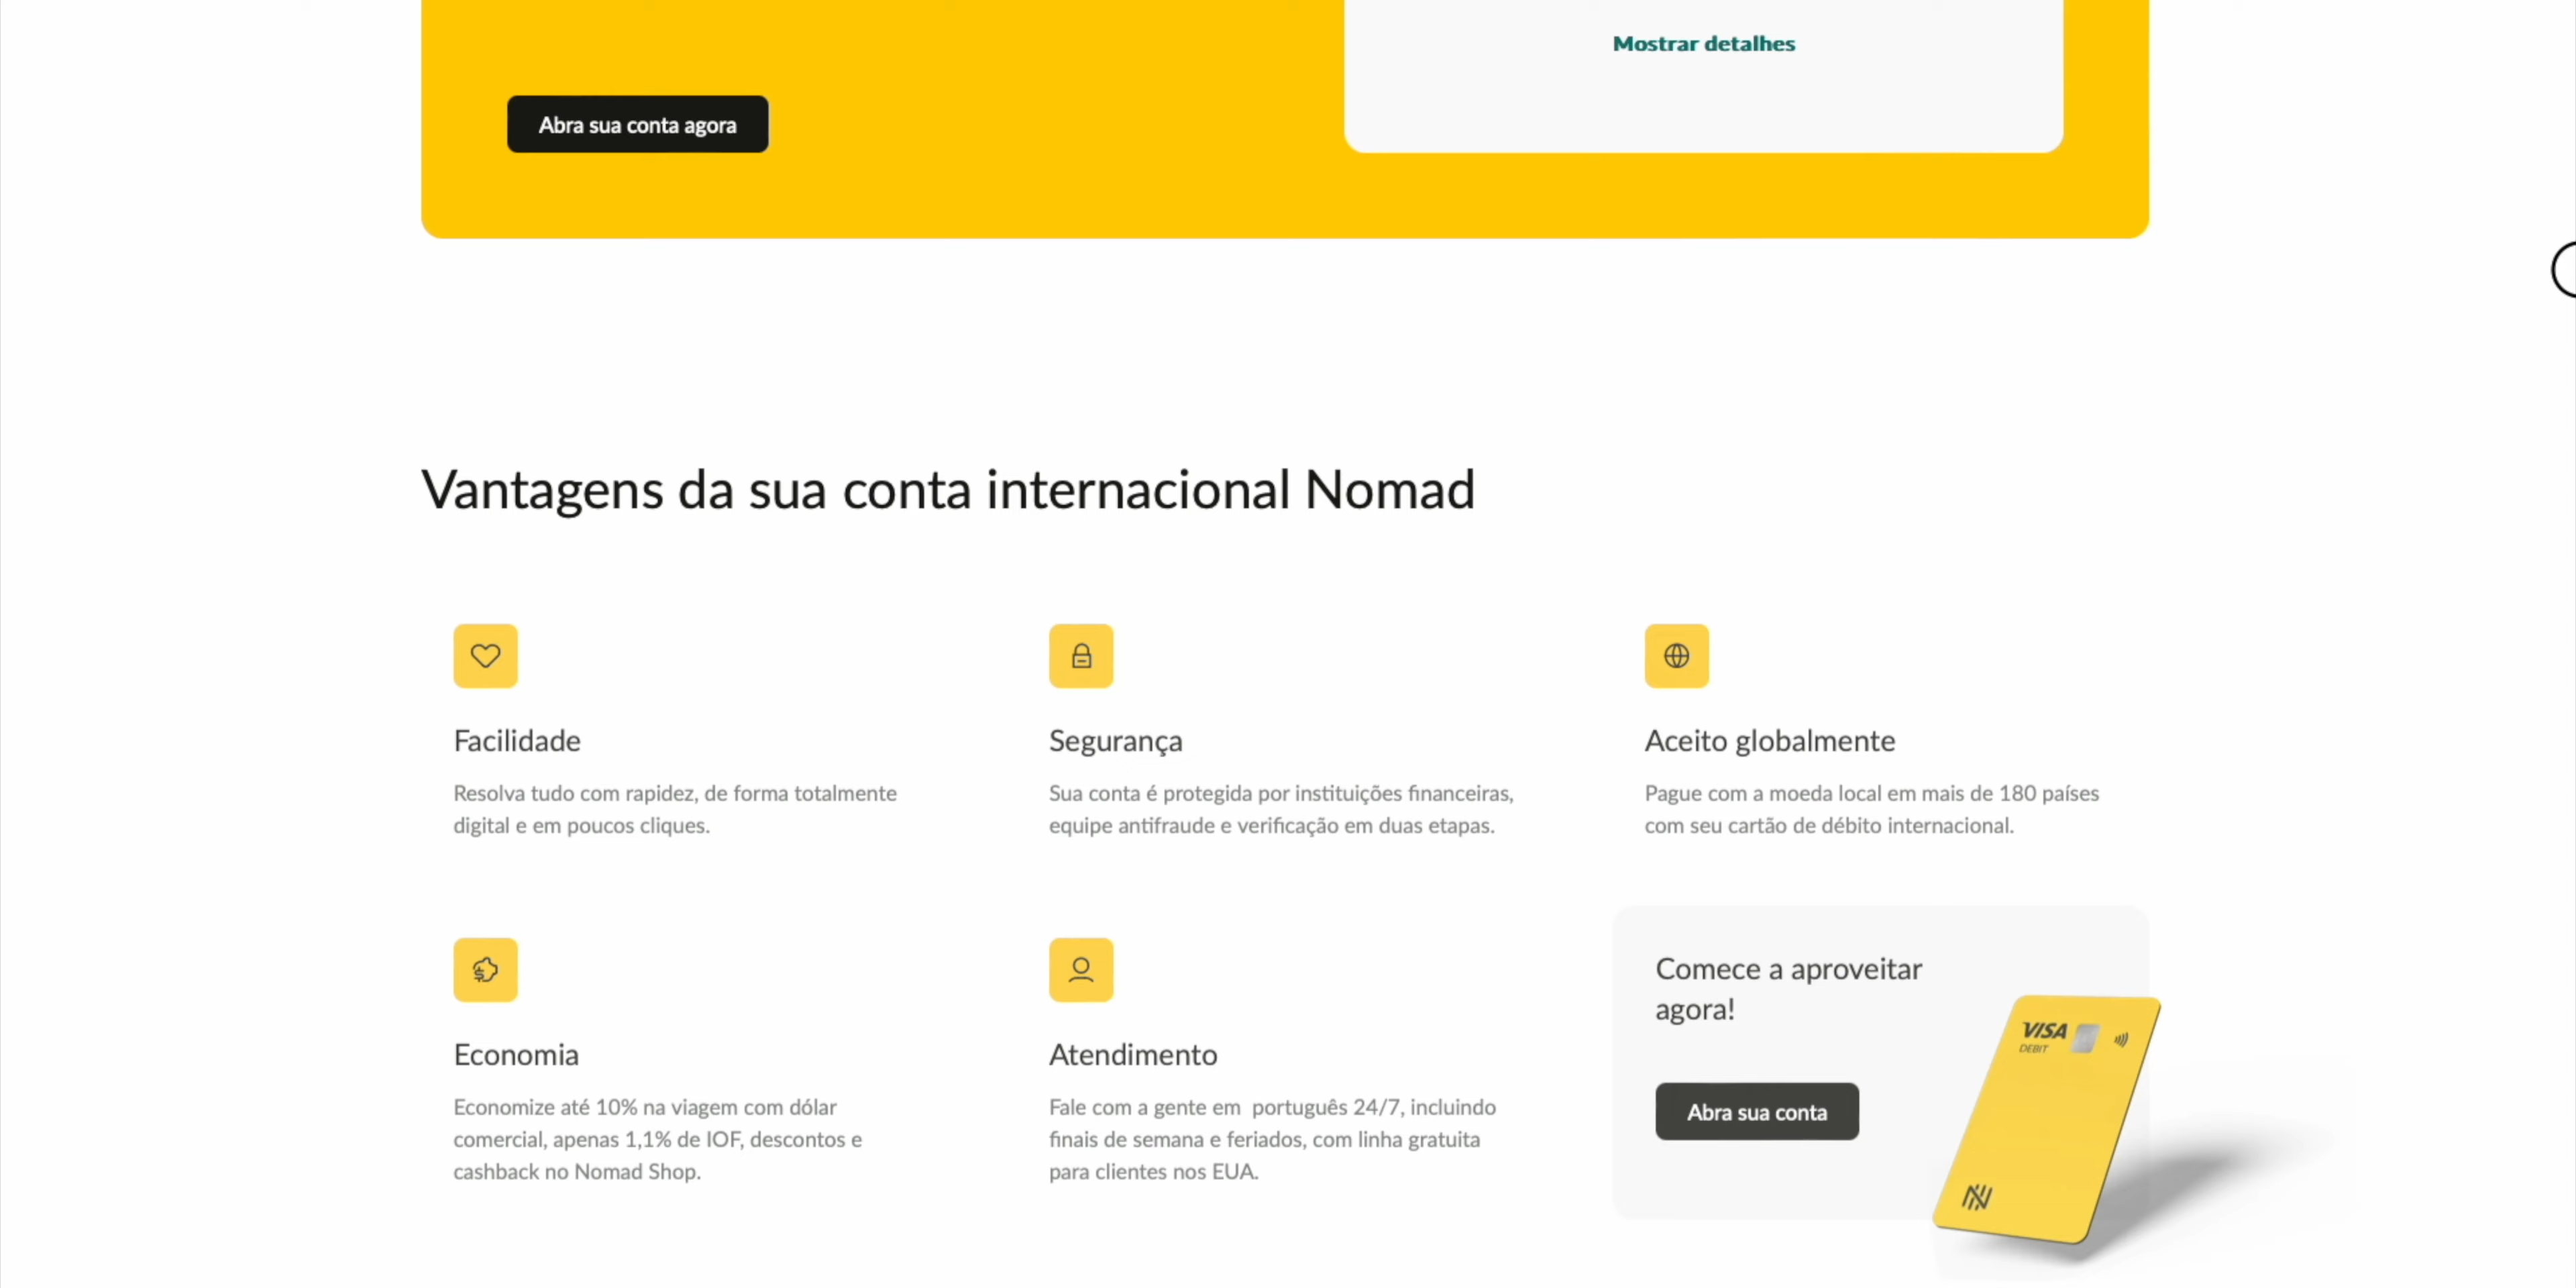 Mostrar detalhes
Abra sua conta agora
Vantagens da sua conta internacional Nomad
Facilidade
Resolva tudo com rapidez, de forma totalmente
digital e em poucos cliques.
Segurança
Sua conta é protegida por instituições financeiras,
equipe antifraude e verificação em duas etapas.
Aceito globalmente
Pague com a moeda local em mais de 180 países
com seu cartão de débito internacional.
Economia
Economize até 10% na viagem com dólar
comercial, apenas 1,1% de IOF, descontos e
cashback no Nomad Shop.
Atendimento
Fale com a gente em  português 24/7, incluindo
finais de semana e feriados, com linha gratuita
para clientes nos EUA.
Comece a aproveitar
agora!
Abra sua conta
VISA
DEBIT